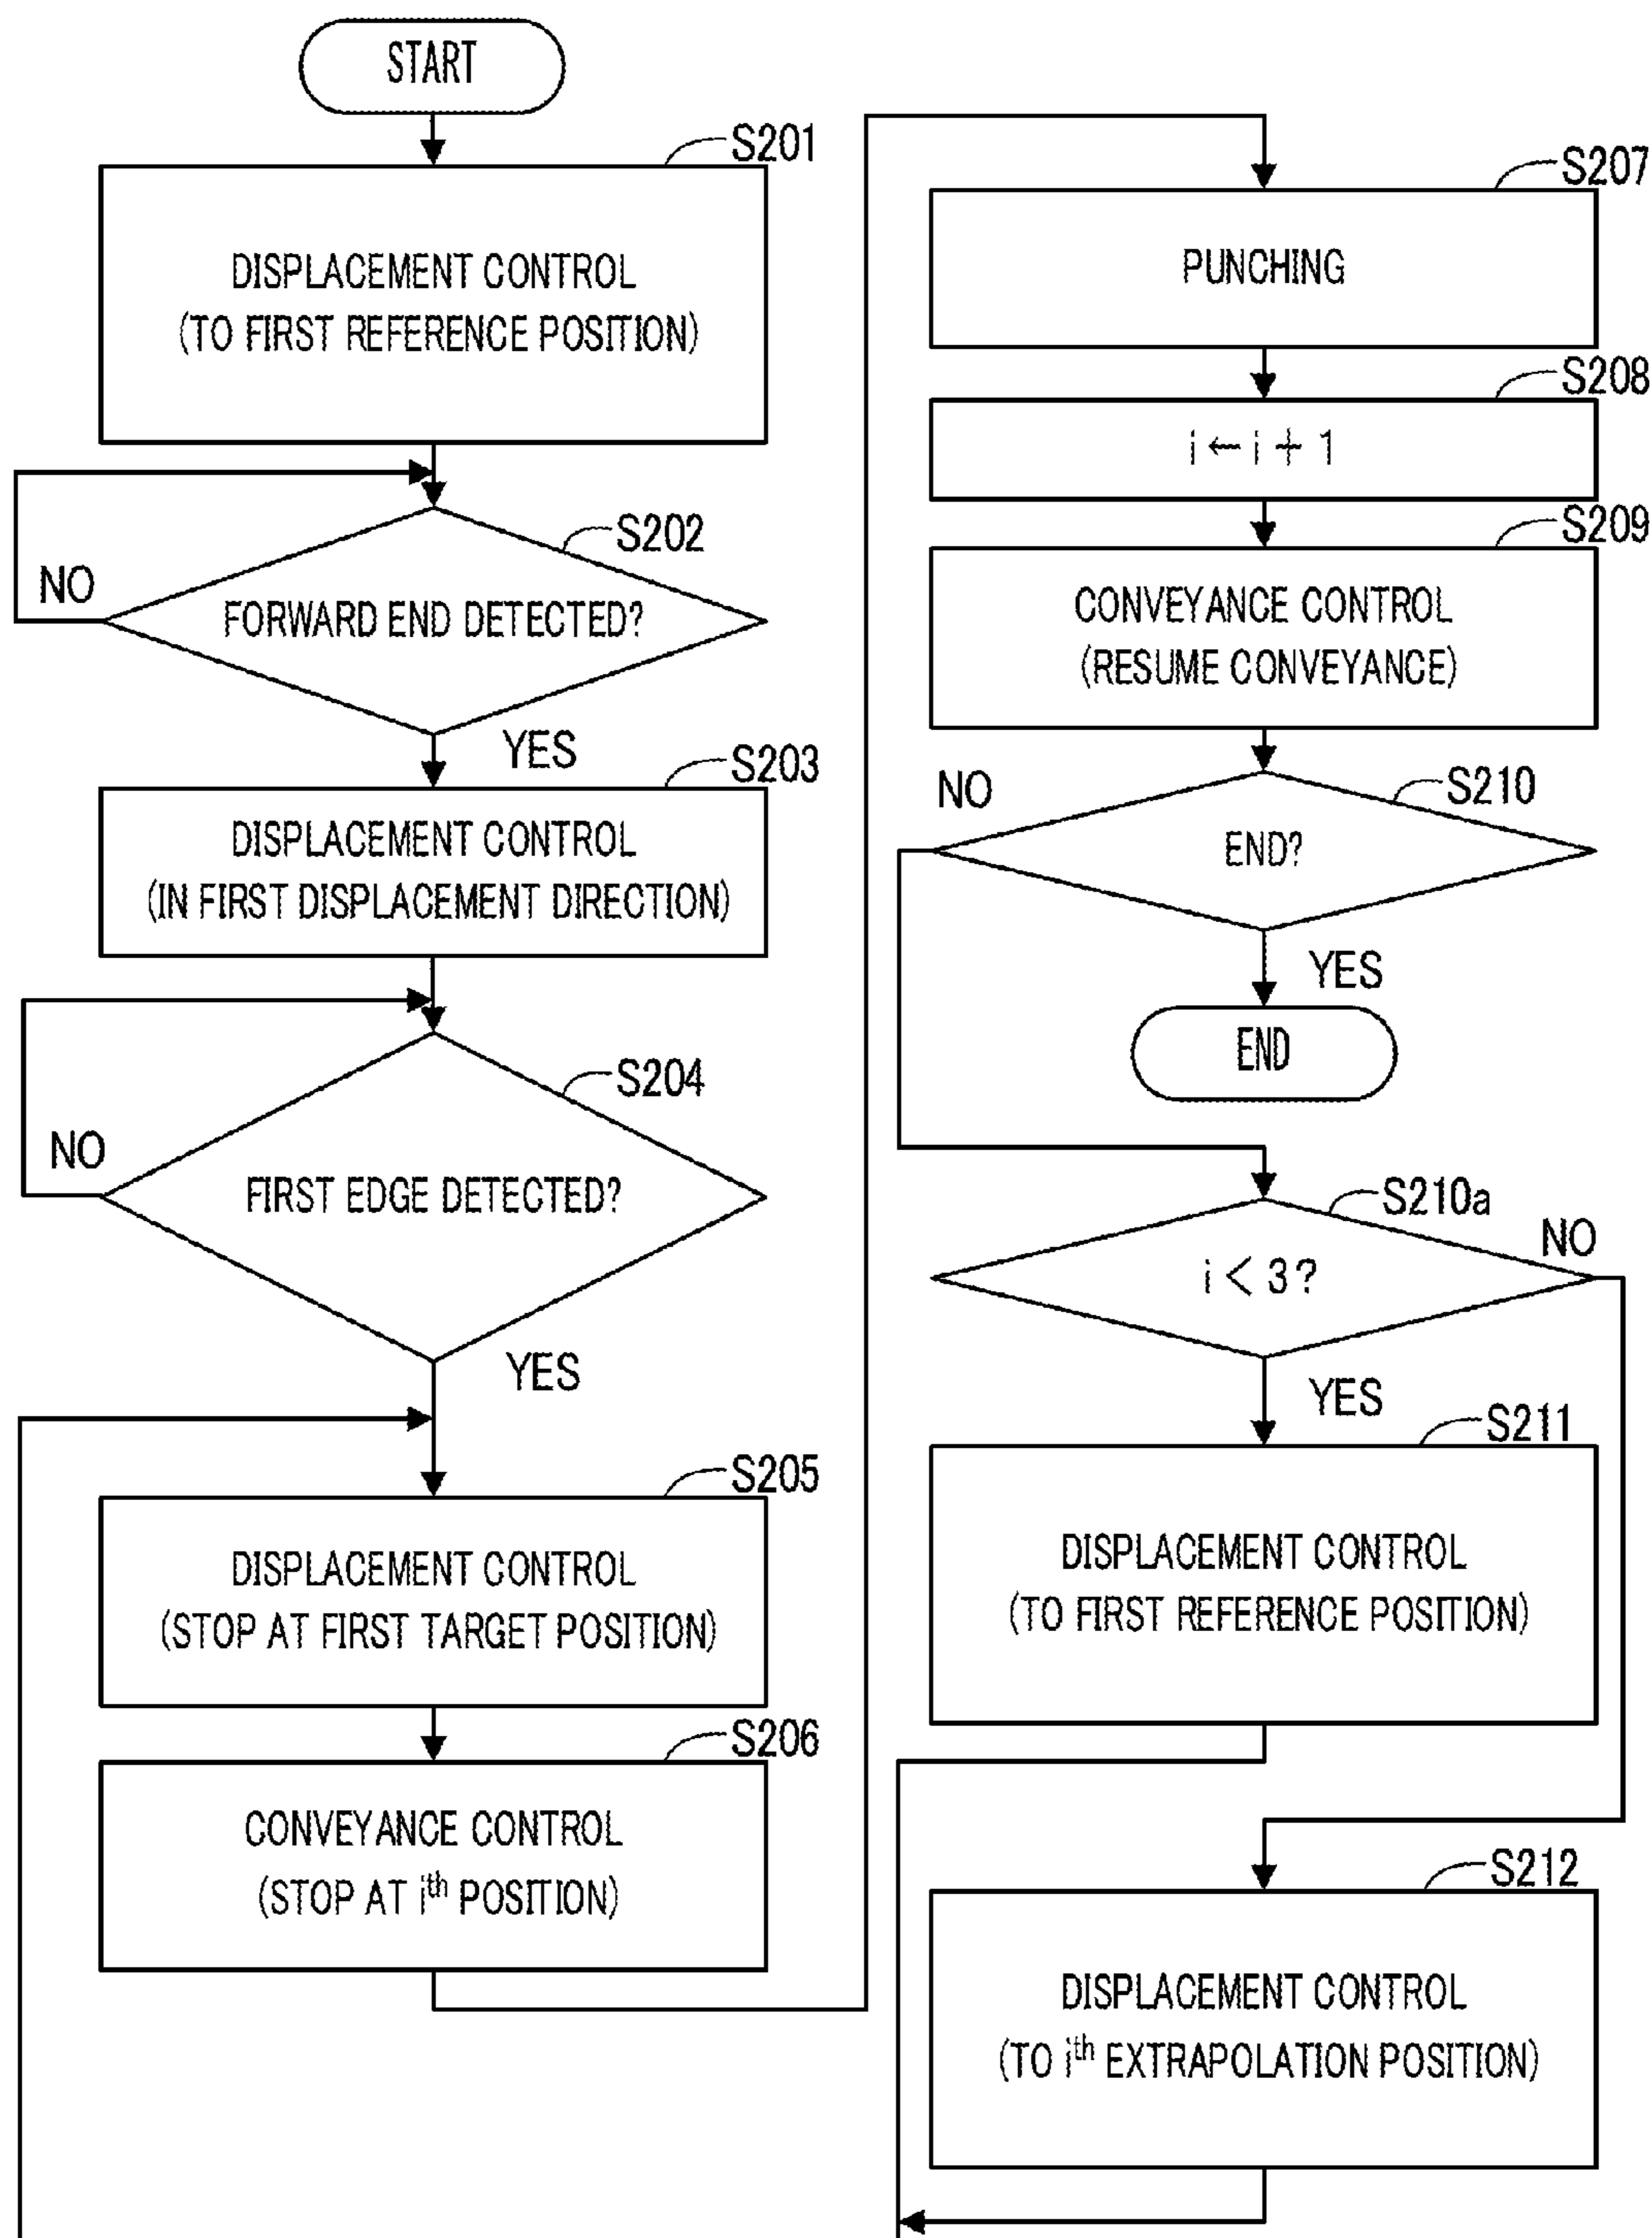 START
S201
DISPLACEMENT CONTROL
(TO FIRST REFERENCE POSITION)
S202
NO
FORWARD END DETECTED?
YES
S203
DISPLACEMENT CONTROL
(IN FIRST DISPLACEMENT DIRECTION)
S204
NO
FIRST EDGE DETECTED?
YES
S205
DISPLACEMENT CONTROL
(STOP AT FIRST TARGET POSITION)
S206
CONVEYANCE CONTROL
(STOP AT ith POSITION)
S207
PUNCHING
S208
i ← i + 1
S209
CONVEYANCE CONTROL
(RESUME CONVEYANCE)
NO
S210
END?
YES
END
S210a
NO
i < 3?
YES
S211
DISPLACEMENT CONTROL
(TO FIRST REFERENCE POSITION)
S212
DISPLACEMENT CONTROL
(TO ith EXTRAPOLATION POSITION)